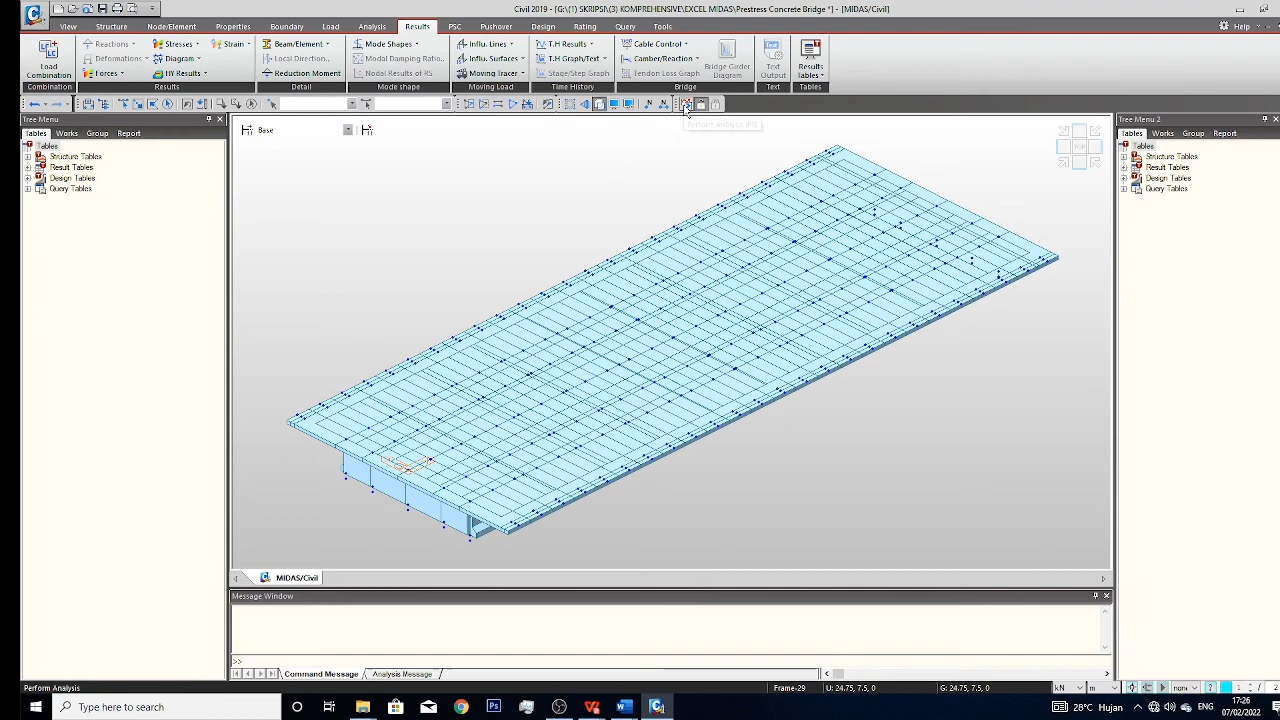 Civil 2019 - [G:\(1) SKRIPSI\(3) KOMPREHENSIVE\EXCEL MIDAS\Prestress Concrete Bridge *] - [MIDAS/Civil]
View Structure Node/Element Properties Boundary Load Analysis Results PSC Pushover Design Rating Query Tools Help
Reactions Stresses Strain Beam/Element Mode Shapes Influ. Lines T.H Results Cable Control
Local Direction.. Modal Damping Ratio.. Influ. Surfaces T.H Graph/Text Camber/Reaction
Load Combination Forces Diagram HY Results Reduction Moment Nodal Results of RS Moving Tracer Stage/Step Graph Tendon Loss Graph Bridge Girder Diagram Text Output Results Tables
Combination Results Detail Mode shape Moving Load Time History Bridge Text Tables
Tree Menu
Tables Works Group Report
Tables
Structure Tables
Result Tables
Design Tables
Query Tables
Base
Perform Analysis (F5)
TOP
Tree Menu 2
Tables Works Group Report
Tables
Structure Tables
Result Tables
Design Tables
Query Tables
MIDAS/Civil
Message Window
>>
Command Message Analysis Message
Perform Analysis Frame-29 U: 24.75, 7.5, 0 G: 24.75, 7.5, 0 kN m non 1 / 2
Type here to search
28°C Hujan
17-26
07/02/2022